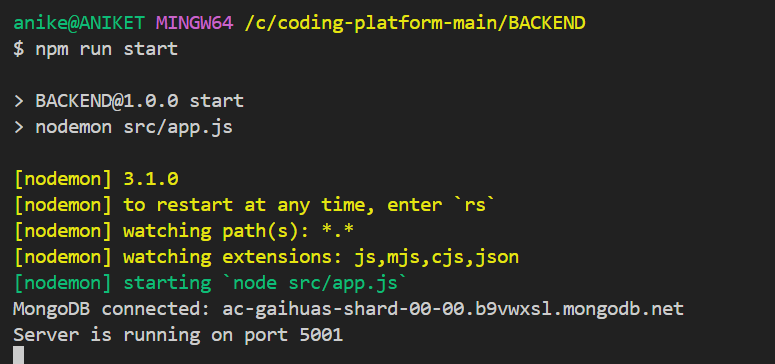 anike@ANIKET MINGW64 /c/coding-platform-main/BACKEND
$ npm run start
> BACKEND@1.0.0 start
> nodemon src/app.js
[nodemon] 3.1.0
[nodemon] to restart at any time, enter `rs`
[nodemon] watching path(s): *.*
[nodemon] watching extensions: js,mjs,cjs,json
[nodemon] starting `node src/app.js`
MongoDB connected: ac-gaihuas-shard-00-00.b9vwxsl.mongodb.net
Server is running on port 5001